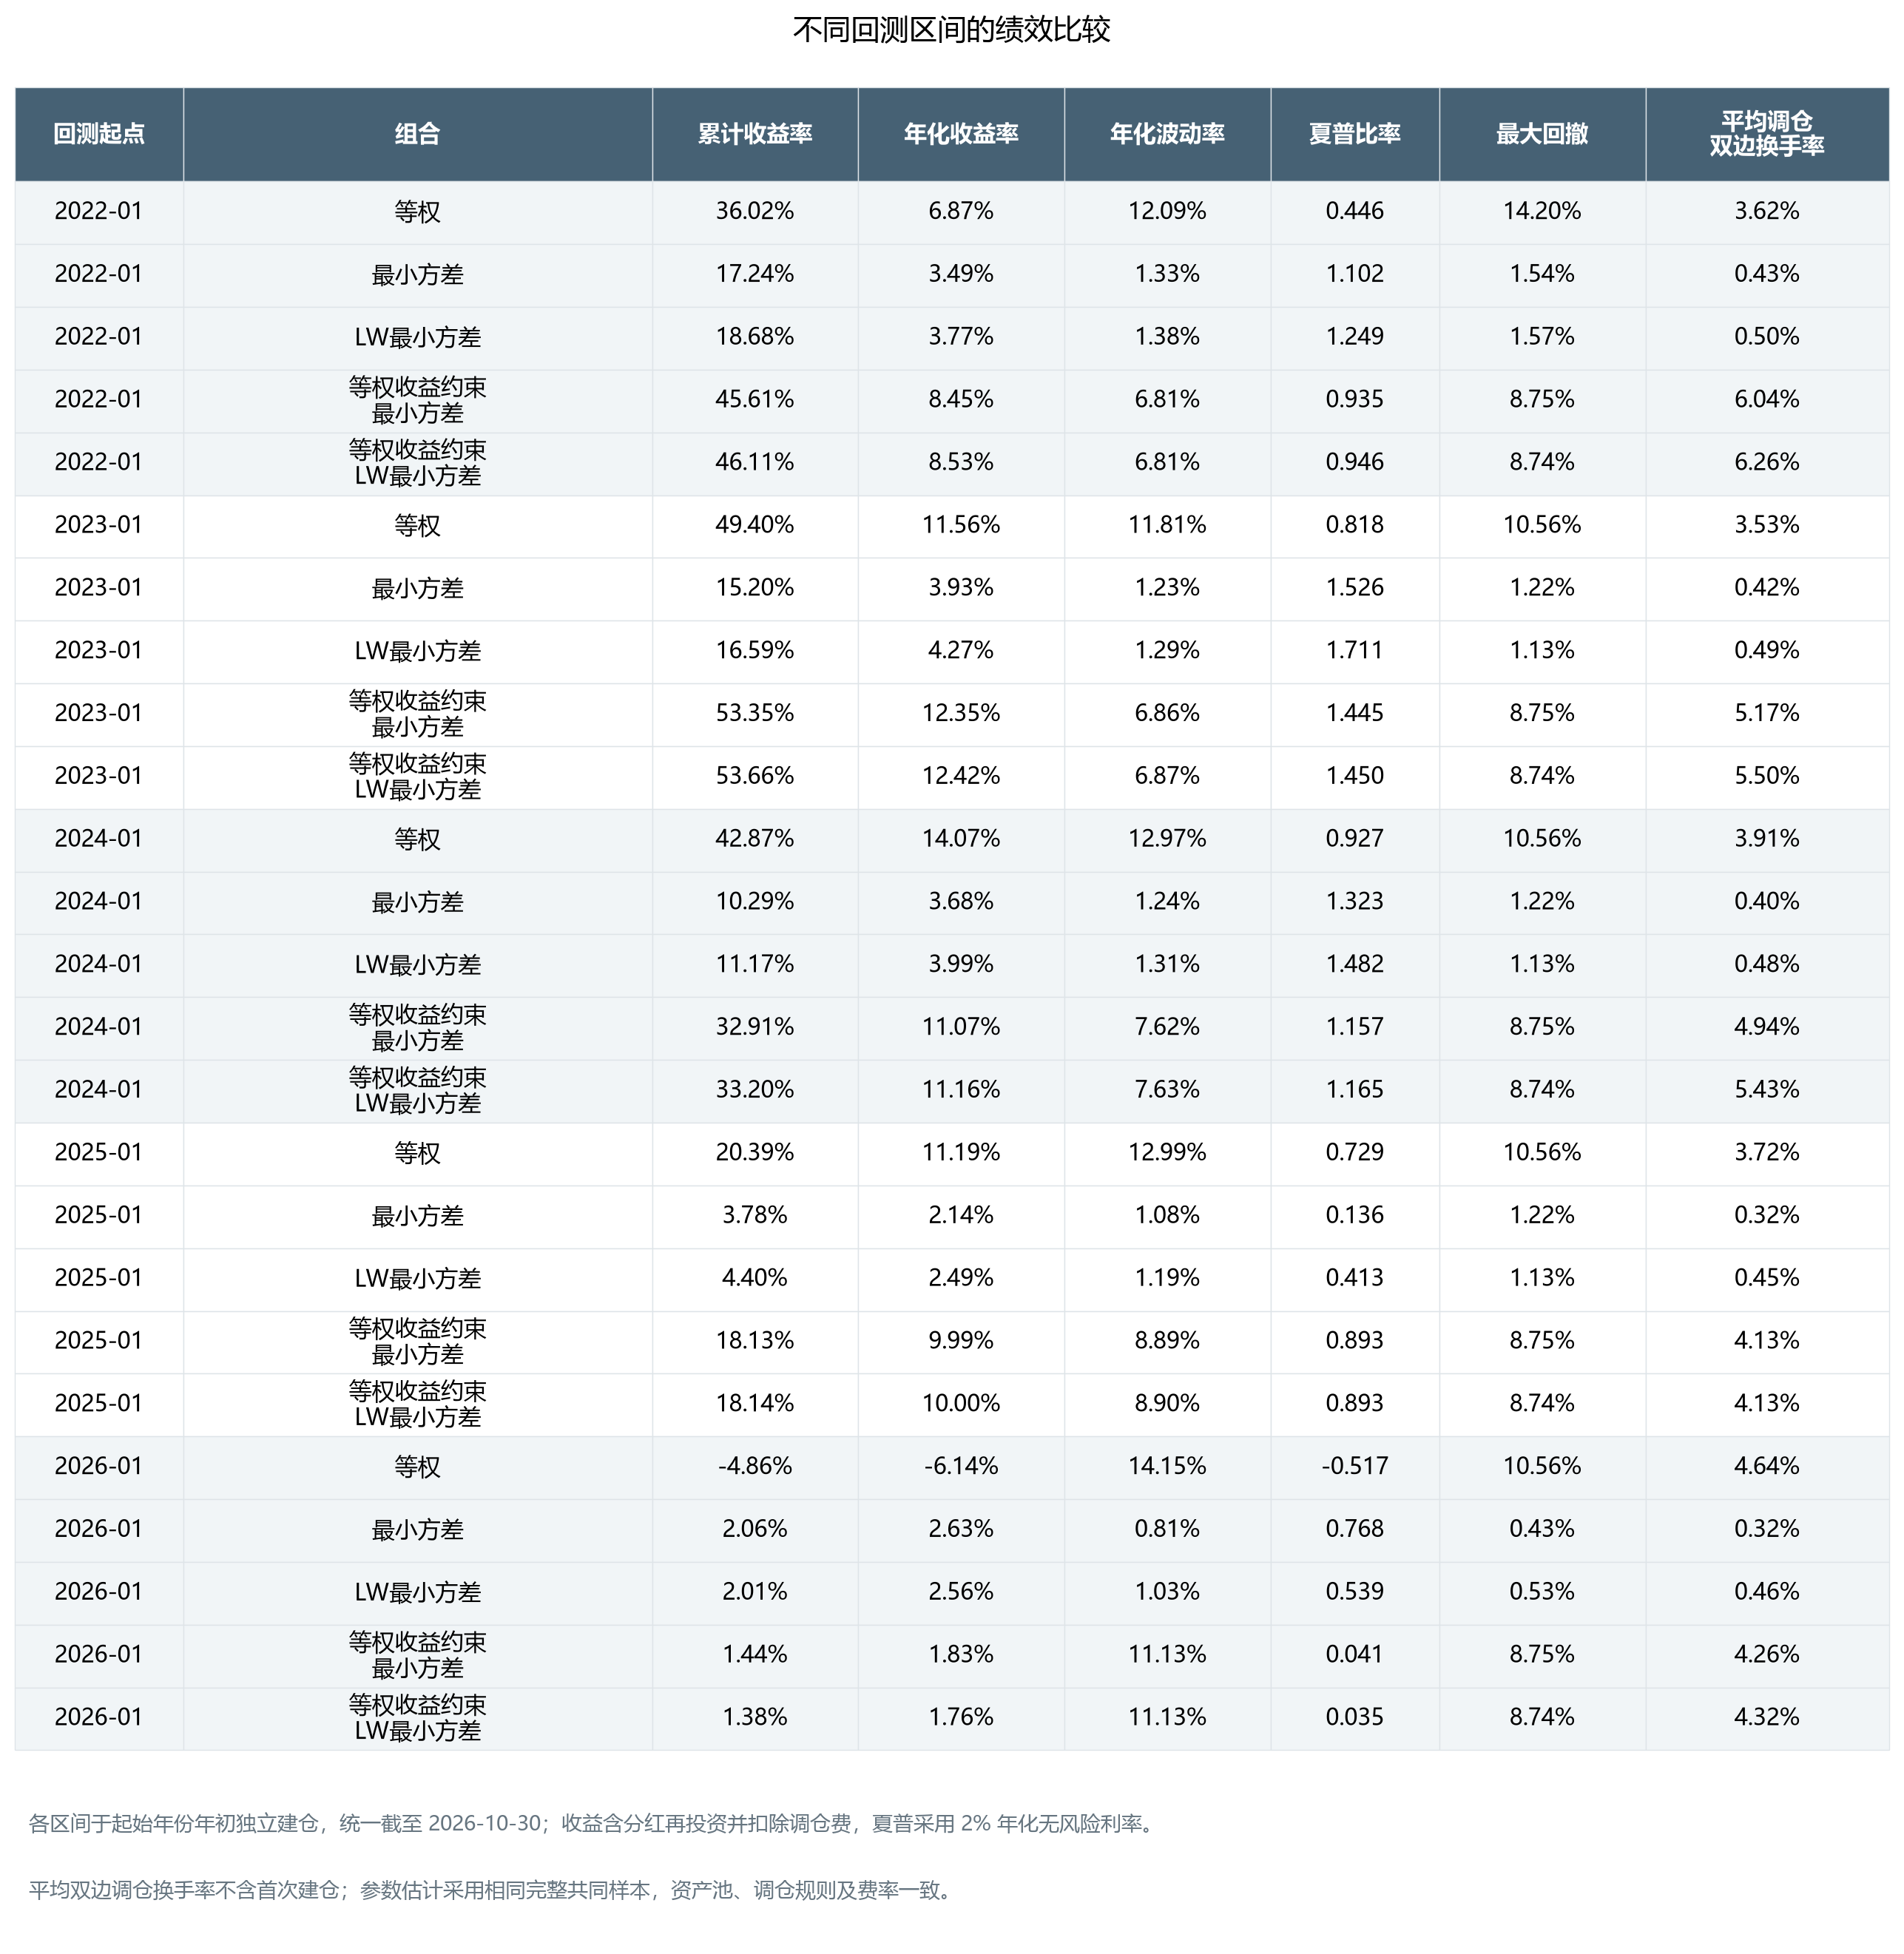 不同回测区间的绩效比较
回测起点 组合 累计收益率 年化收益率 年化波动率 夏普比率 最大回撤 平均调仓
双边换手率
2022-01 等权 36.02% 6.87% 12.09% 0.446 14.20% 3.62%
2022-01 最小方差 17.24% 3.49% 1.33% 1.102 1.54% 0.43%
2022-01 LW最小方差 18.68% 3.77% 1.38% 1.249 1.57% 0.50%
2022-01 等权收益约束
最小方差 45.61% 8.45% 6.81% 0.935 8.75% 6.04%
2022-01 等权收益约束
LW最小方差 46.11% 8.53% 6.81% 0.946 8.74% 6.26%
2023-01 等权 49.40% 11.56% 11.81% 0.818 10.56% 3.53%
2023-01 最小方差 15.20% 3.93% 1.23% 1.526 1.22% 0.42%
2023-01 LW最小方差 16.59% 4.27% 1.29% 1.711 1.13% 0.49%
2023-01 等权收益约束
最小方差 53.35% 12.35% 6.86% 1.445 8.75% 5.17%
2023-01 等权收益约束
LW最小方差 53.66% 12.42% 6.87% 1.450 8.74% 5.50%
2024-01 等权 42.87% 14.07% 12.97% 0.927 10.56% 3.91%
2024-01 最小方差 10.29% 3.68% 1.24% 1.323 1.22% 0.40%
2024-01 LW最小方差 11.17% 3.99% 1.31% 1.482 1.13% 0.48%
2024-01 等权收益约束
最小方差 32.91% 11.07% 7.62% 1.157 8.75% 4.94%
2024-01 等权收益约束
LW最小方差 33.20% 11.16% 7.63% 1.165 8.74% 5.43%
2025-01 等权 20.39% 11.19% 12.99% 0.729 10.56% 3.72%
2025-01 最小方差 3.78% 2.14% 1.08% 0.136 1.22% 0.32%
2025-01 LW最小方差 4.40% 2.49% 1.19% 0.413 1.13% 0.45%
2025-01 等权收益约束
最小方差 18.13% 9.99% 8.89% 0.893 8.75% 4.13%
2025-01 等权收益约束
LW最小方差 18.14% 10.00% 8.90% 0.893 8.74% 4.13%
2026-01 等权 -4.86% -6.14% 14.15% -0.517 10.56% 4.64%
2026-01 最小方差 2.06% 2.63% 0.81% 0.768 0.43% 0.32%
2026-01 LW最小方差 2.01% 2.56% 1.03% 0.539 0.53% 0.46%
2026-01 等权收益约束
最小方差 1.44% 1.83% 11.13% 0.041 8.75% 4.26%
2026-01 等权收益约束
LW最小方差 1.38% 1.76% 11.13% 0.035 8.74% 4.32%
各区间于起始年份年初独立建仓，统一截至 2026-10-30；收益含分红再投资并扣除调仓费，夏普采用 2% 年化无风险利率。
平均双边调仓换手率不含首次建仓；参数估计采用相同完整共同样本，资产池、调仓规则及费率一致。